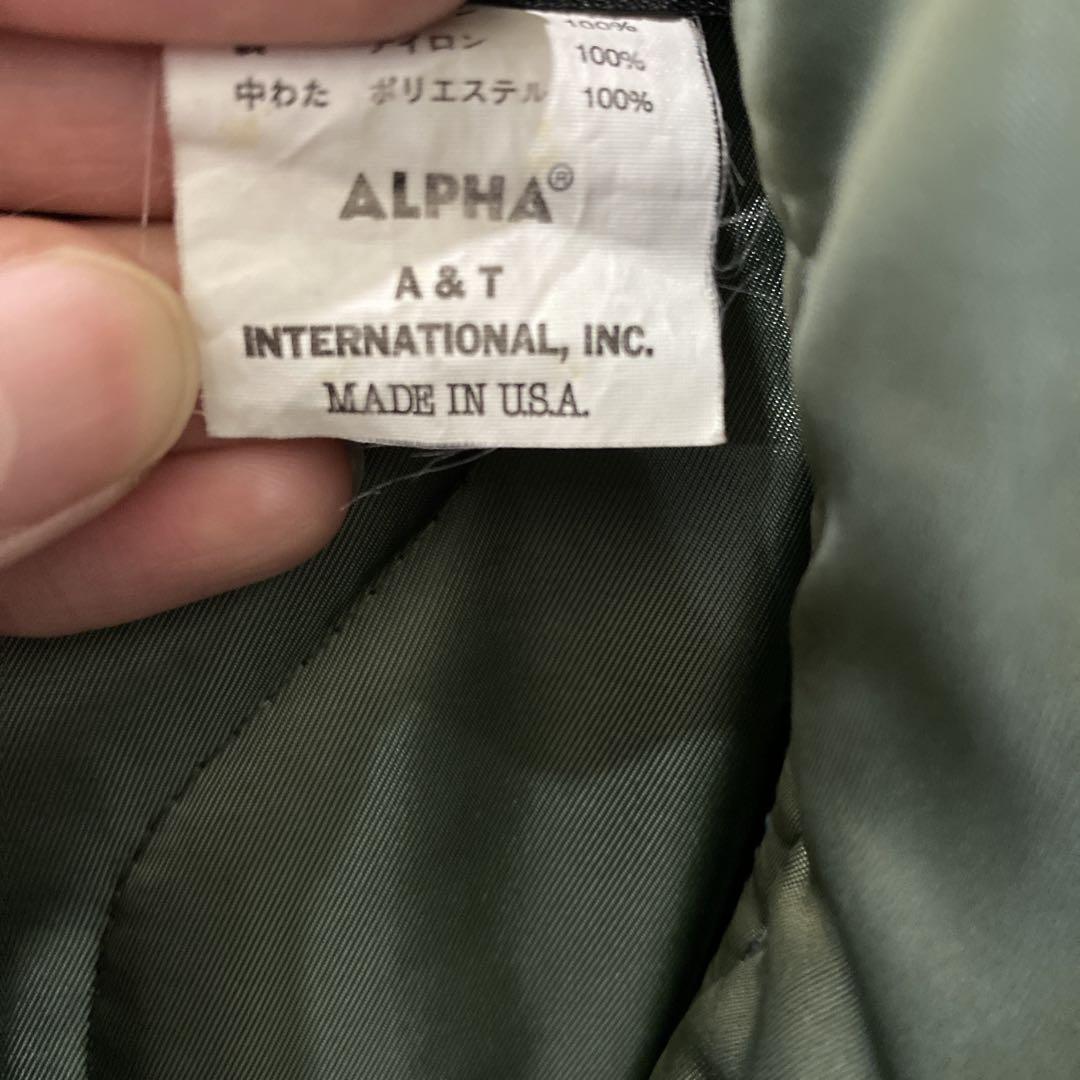 100%
ナイロン 100%
中わた ポリエステル 100%
ALPHA®
A & T
INTERNATIONAL, INC.
MADE IN U.S.A.